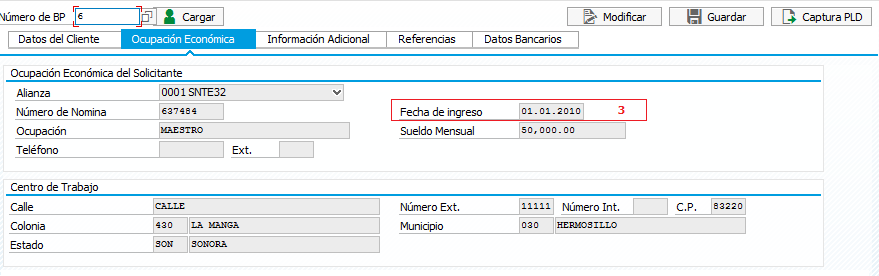 Número de BP 6 Cargar Modificar Guardar Captura PLD
Datos del Cliente Ocupación Económica Información Adicional Referencias Datos Bancarios
Ocupación Económica del Solicitante
Alianza 0001 SNTE32
Número de Nomina 637484 Fecha de ingreso 01.01.2010 3
Ocupación MAESTRO Sueldo Mensual 50,000.00
Teléfono Ext.
Centro de Trabajo
Calle CALLE Número Ext. 11111 Número Int. C.P. 83220
Colonia 430 LA MANGA Municipio 030 HERMOSILLO
Estado SON SONORA